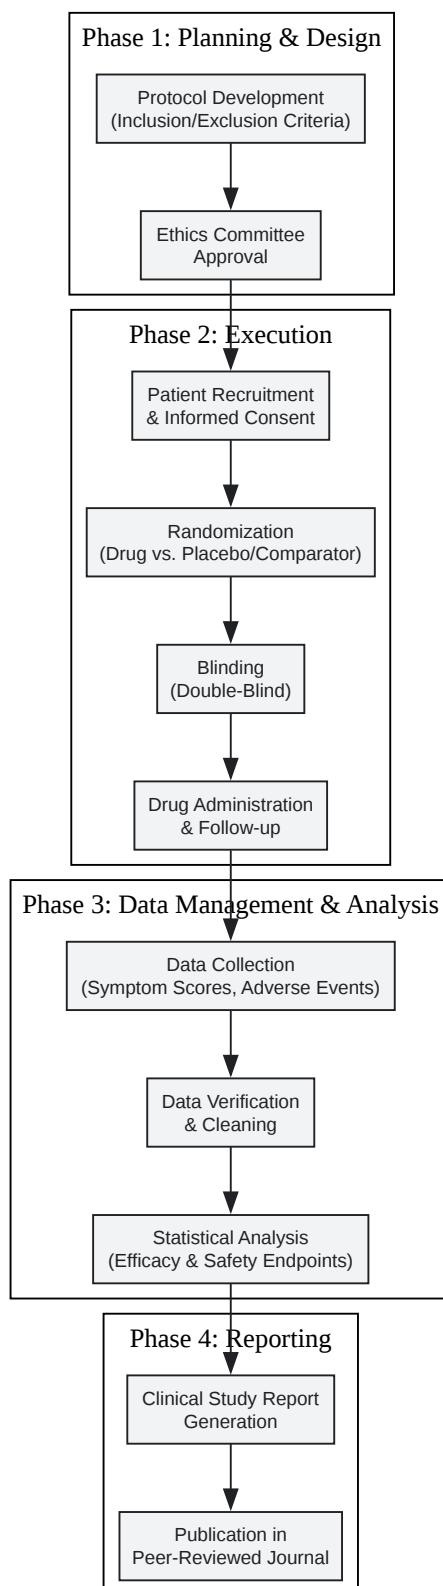 Phase 1: Planning & Design
Protocol Development
(Inclusion/Exclusion Criteria)
Ethics Committee
Approval
Phase 2: Execution
Patient Recruitment
& Informed Consent
Randomization
(Drug vs. Placebo/Comparator)
Blinding
(Double-Blind)
Drug Administration
& Follow-up
Phase 3: Data Management & Analysis
Data Collection
(Symptom Scores, Adverse Events)
Data Verification
& Cleaning
Statistical Analysis
(Efficacy & Safety Endpoints)
Phase 4: Reporting
Clinical Study Report
Generation
Publication in
Peer-Reviewed Journal